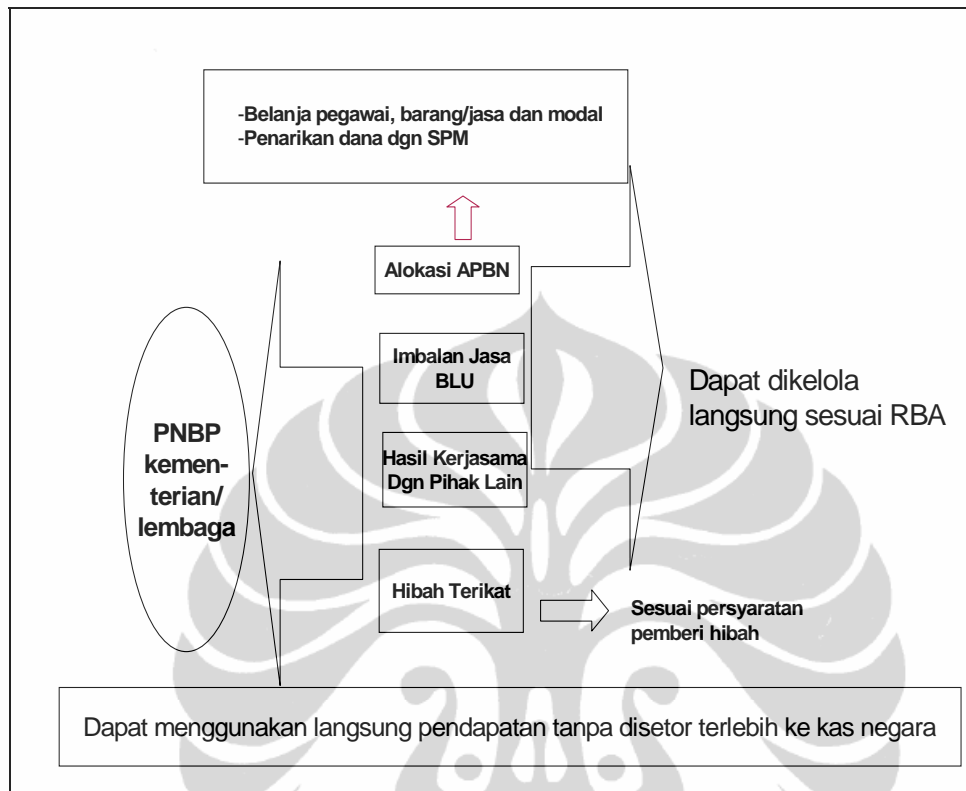 -Belanja pegawai, barang/jasa dan modal
-Penarikan dana dgn SPM
Alokasi APBN
Imbalan Jasa
BLU
Hasil Kerjasama
Dgn Pihak Lain
Hibah Terikat
PNBP
kemen-
terian/
lembaga
Dapat dikelola
langsung sesuai RBA
Sesuai persyaratan
pemberi hibah
Dapat menggunakan langsung pendapatan tanpa disetor terlebih ke kas negara